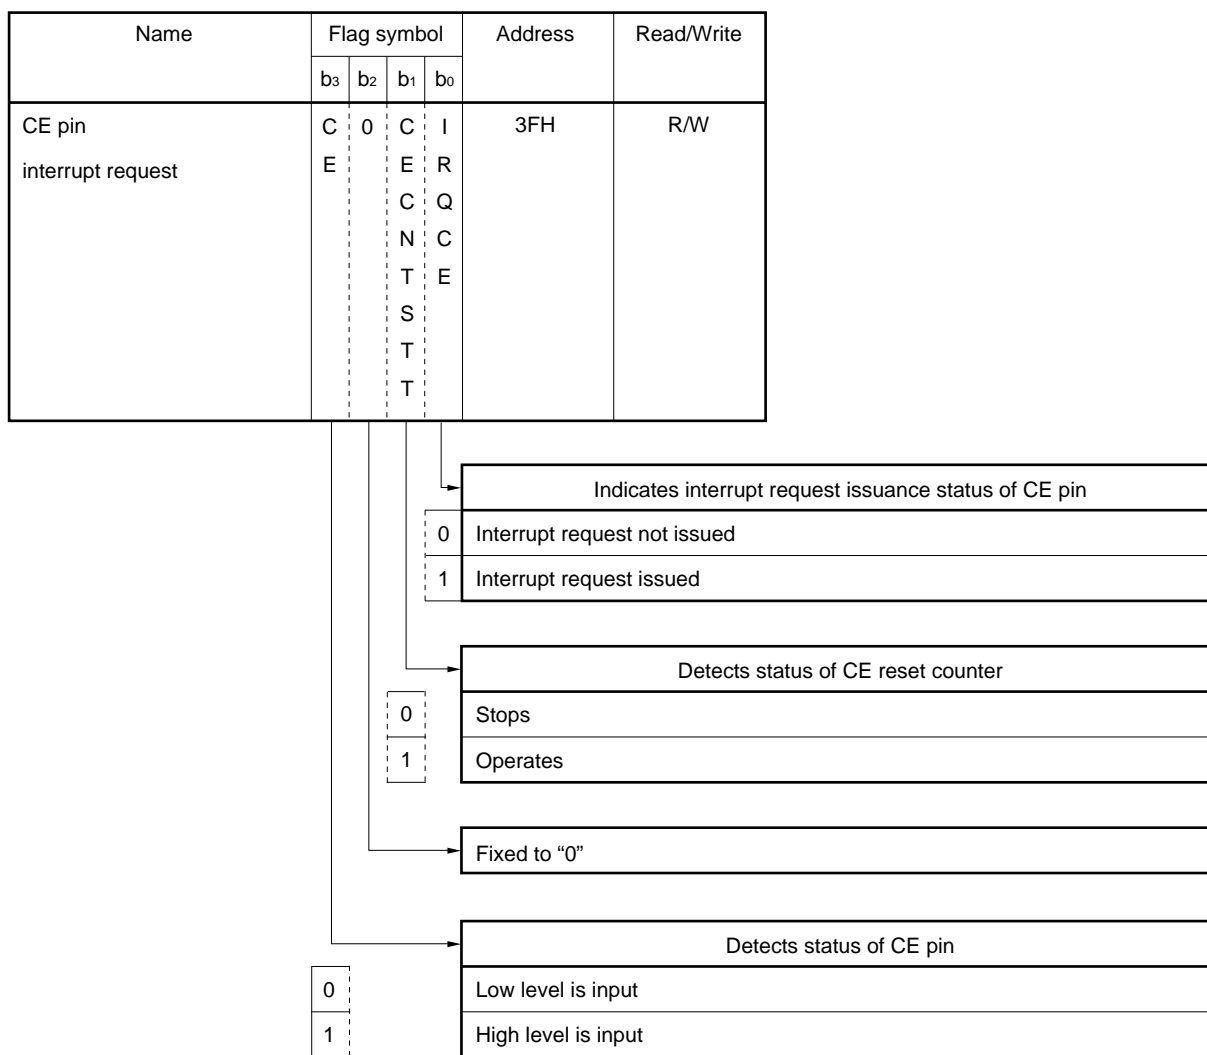 Name Flag symbol Address Read/Write
b3 b2 b1 b0
CE pin C 0 C I 3FH R/W
interrupt request E E R
C Q
N C
T E
S
T
T
Indicates interrupt request issuance status of CE pin
0 Interrupt request not issued
1 Interrupt request issued
Detects status of CE reset counter
0 Stops
1 Operates
Fixed to “0”
Detects status of CE pin
0 Low level is input
1 High level is input